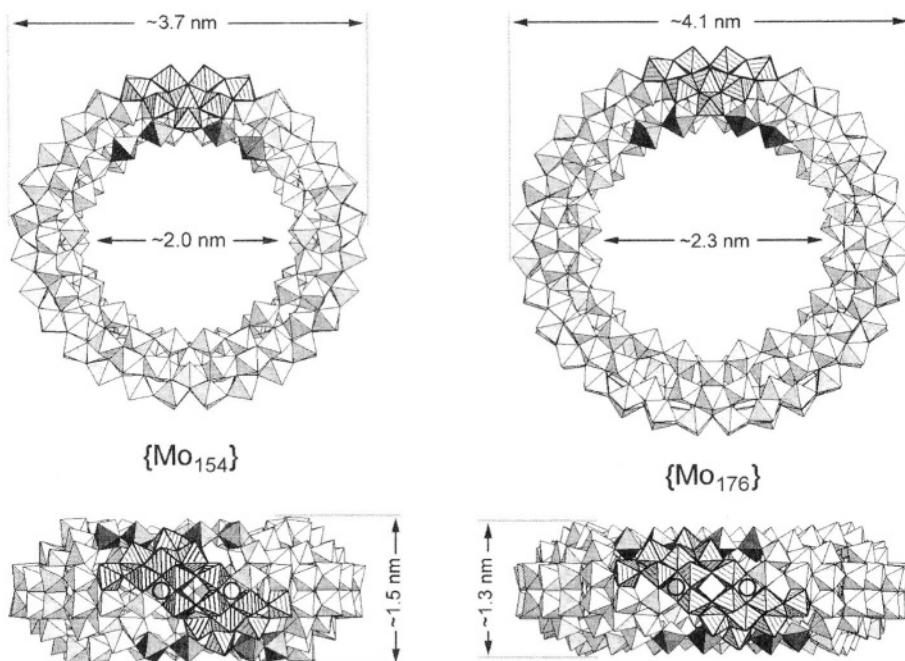 ~3.7 nm
~4.1 nm
~2.0 nm
~2.3 nm
{Mo154}
{Mo176}
~1.5 nm
~1.3 nm